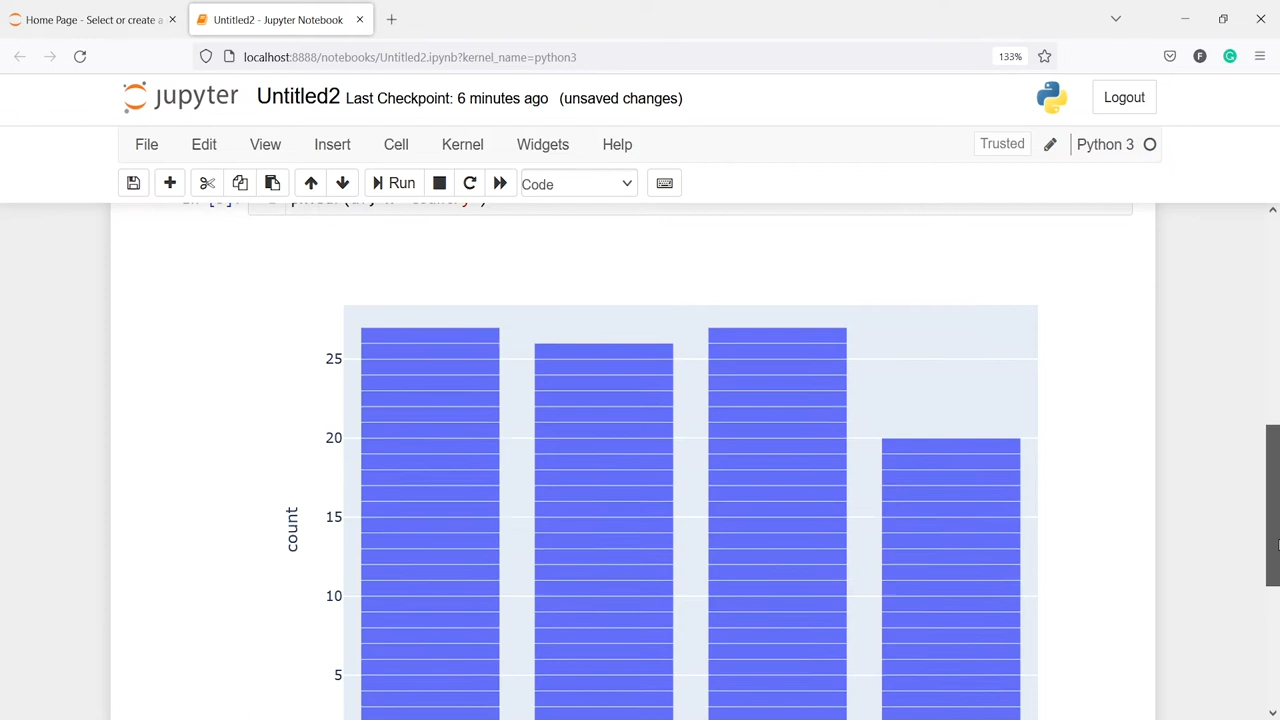 Home Page - Select or create a
Untitled2 - Jupyter Notebook
localhost:8888/notebooks/Untitled2.ipynb?kernel_name=python3
133%
jupyter Untitled2 Last Checkpoint: 6 minutes ago (unsaved changes)
Logout
File Edit View Insert Cell Kernel Widgets Help
Trusted
Python 3
Run
Code
25
20
15
10
5
count